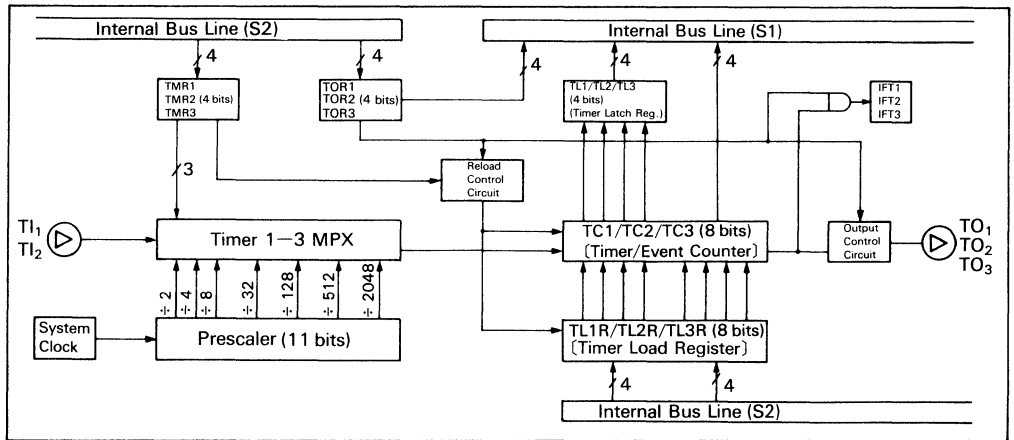 Internal Bus Line (S2)
Internal Bus Line (S1)
4
4
4
4
4
TMR1
TMR2 (4 bits)
TMR3
TOR1
TOR2 (4 bits)
TOR3
TL1/TL2/TL3
(4 bits)
(Timer Latch Reg.)
IFT1
IFT2
IFT3
3
Reload
Control
Circuit
TI1
TI2
Timer 1—3 MPX
TC1/TC2/TC3 (8 bits)
〔Timer/Event Counter〕
Output
Control
Circuit
TO1
TO2
TO3
÷2
÷4
÷8
÷32
÷128
÷512
÷2048
System
Clock
Prescaler (11 bits)
TL1R/TL2R/TL3R (8 bits)
〔Timer Load Register〕
4
4
Internal Bus Line (S2)